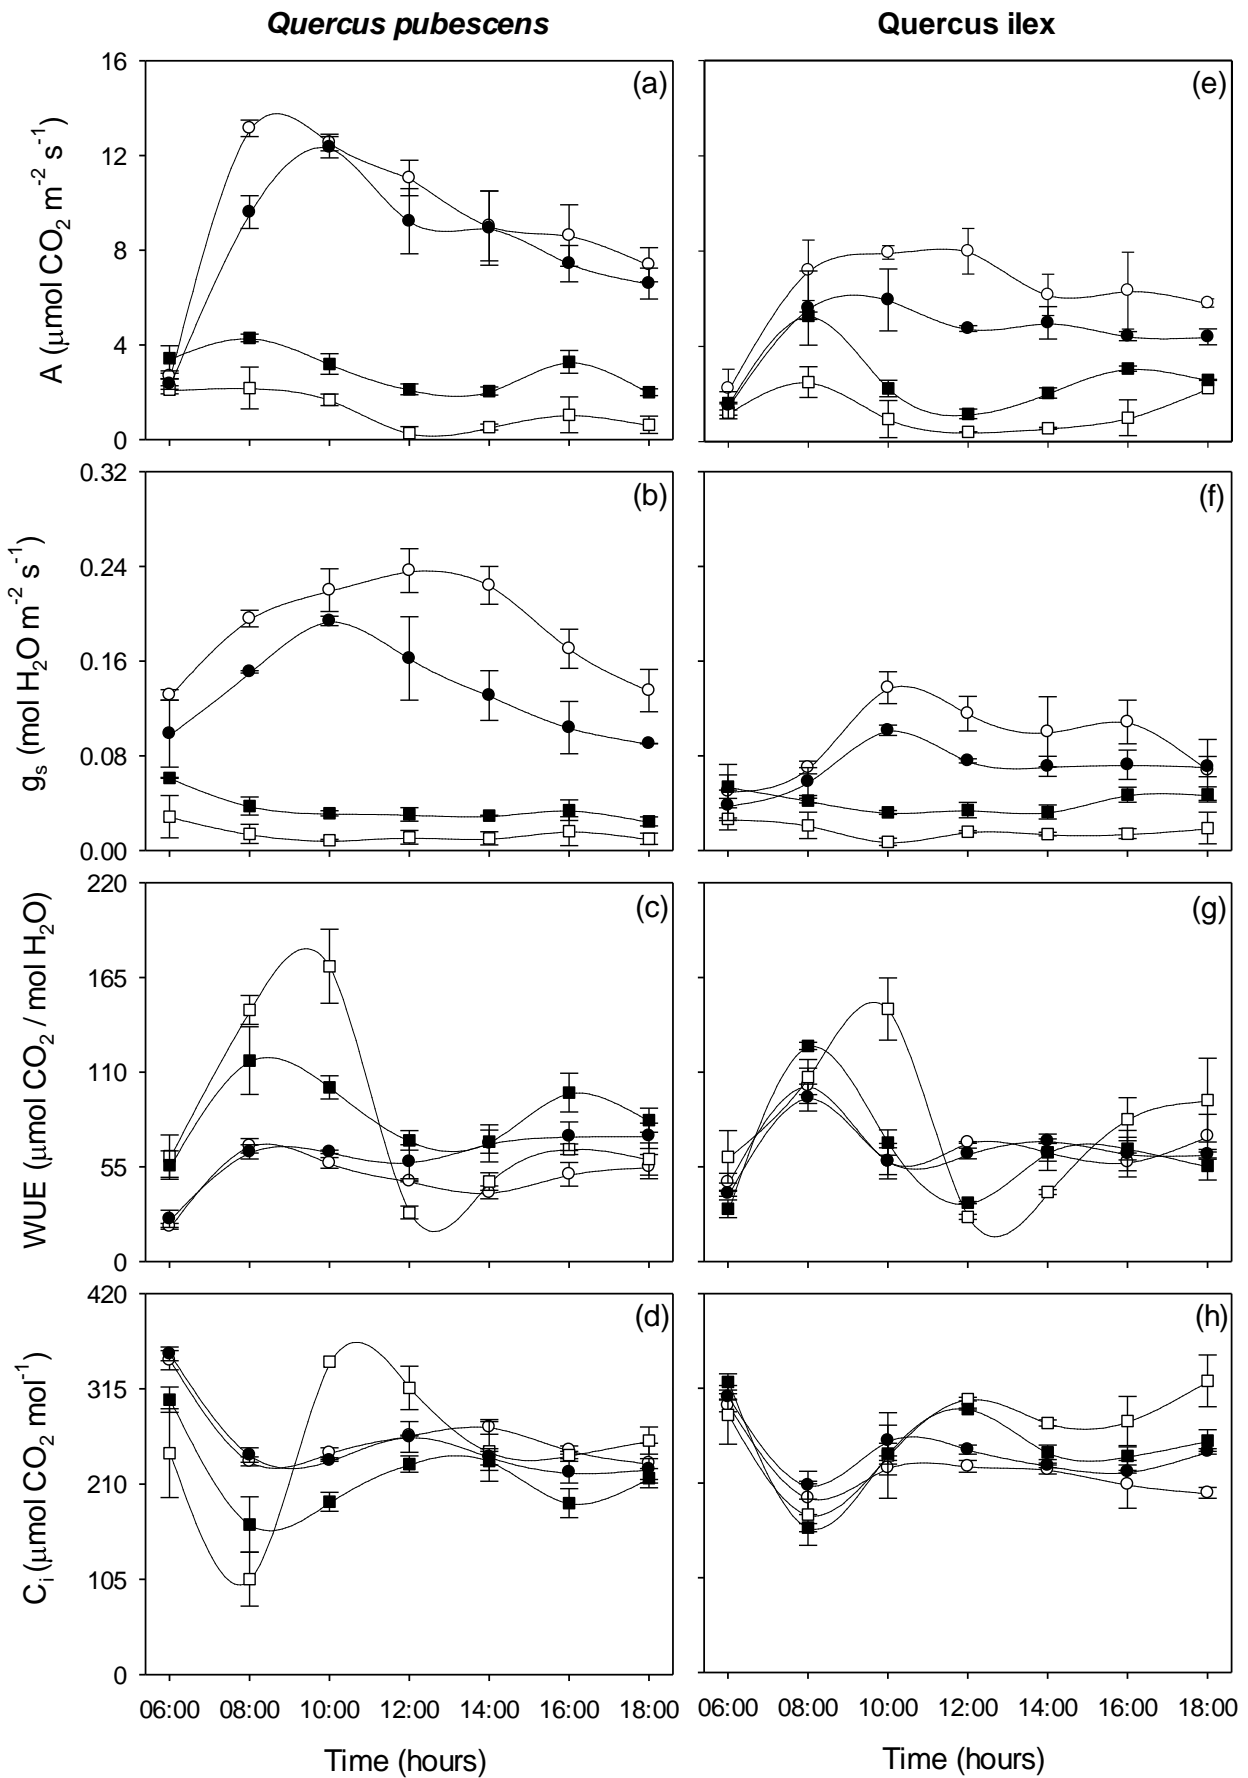 Quercus pubescens
Quercus ilex
16
12
8
4
0
A (µmol CO2 m-2 s-1)
(a)
(e)
0.32
0.24
0.16
0.08
0.00
gs (mol H2O m-2 s-1)
(b)
(f)
220
165
110
55
0
WUE (µmol CO2 / mol H2O)
(c)
(g)
420
315
210
105
0
Ci (µmol CO2 mol-1)
(d)
(h)
06:00 08:00 10:00 12:00 14:00 16:00 18:00
06:00 08:00 10:00 12:00 14:00 16:00 18:00
Time (hours)
Time (hours)